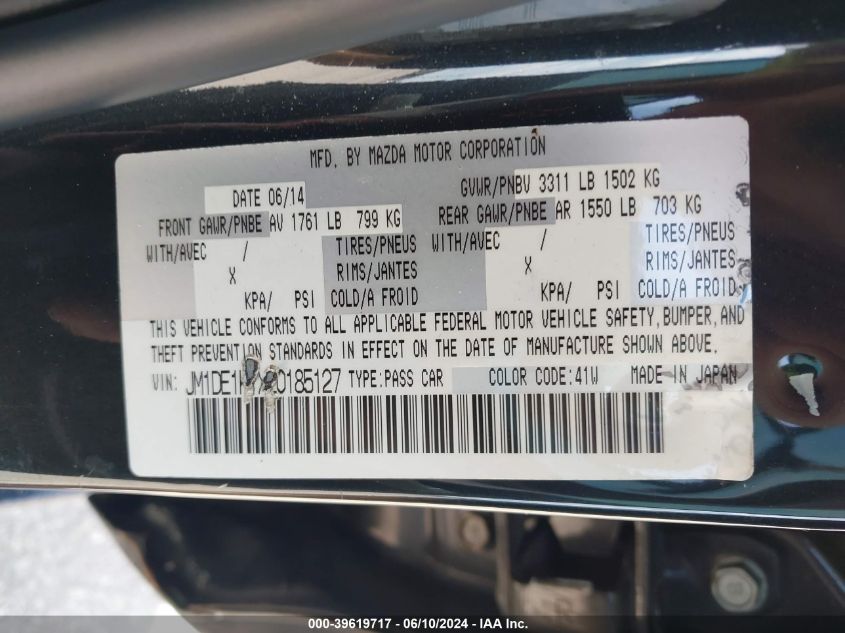 MFD. BY MAZDA MOTOR CORPORATION
DATE 06/14 GVWR/PNBV 3311 LB 1502 KG
FRONT GAWR/PNBE AV 1761 LB 799 KG REAR GAWR/PNBE AR 1550 LB 703 KG
WITH/AVEC / TIRES/PNEUS WITH/AVEC / TIRES/PNEUS
X RIMS/JANTES X RIMS/JANTES
KPA/ PSI COLD/A FROID KPA/ PSI COLD/A FROID
THIS VEHICLE CONFORMS TO ALL APPLICABLE FEDERAL MOTOR VEHICLE SAFETY, BUMPER, AND
THEFT PREVENTION STANDARDS IN EFFECT ON THE DATE OF MANUFACTURE SHOWN ABOVE.
VIN: TYPE:PASS CAR COLOR CODE:41W MADE IN JAPAN
000-39619717 - 06/10/2024 - IAA Inc.